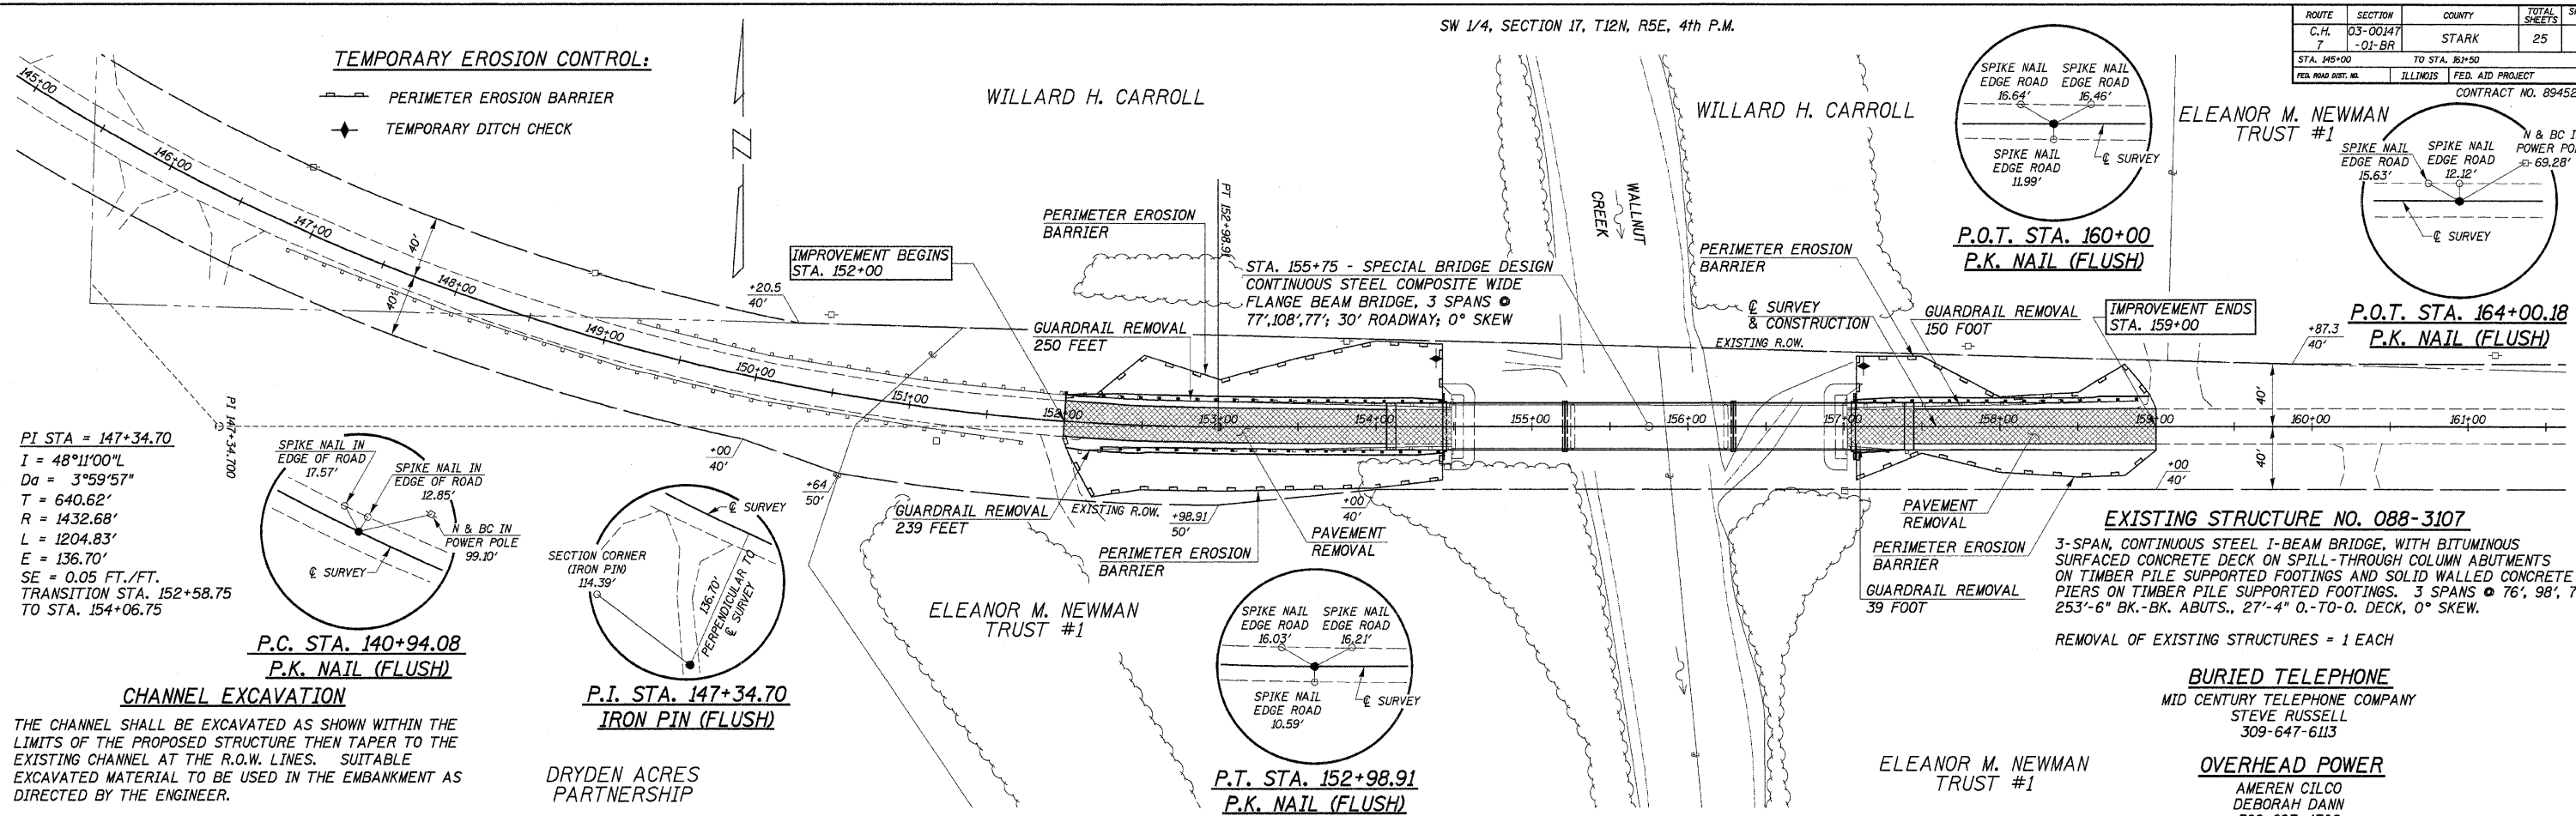 SW 1/4, SECTION 17, T12N, R5E, 4th P.M.
ROUTE SECTION COUNTY TOTAL SHEETS
C.H. 7 03-00147-01-BR STARK 25
STA. 145+00 TO STA. 161+50
FED. ROAD DIST. NO. ILLINOIS FED. AID PROJECT
CONTRACT NO. 89452
TEMPORARY EROSION CONTROL:
PERIMETER EROSION BARRIER
TEMPORARY DITCH CHECK
N
WILLARD H. CARROLL
WILLARD H. CARROLL
ELEANOR M. NEWMAN
TRUST #1
SPIKE NAIL
EDGE ROAD
16.64'
SPIKE NAIL
EDGE ROAD
16.46'
SPIKE NAIL
EDGE ROAD
11.99'
℄ SURVEY
P.O.T. STA. 160+00
P.K. NAIL (FLUSH)
SPIKE NAIL
EDGE ROAD
15.63'
SPIKE NAIL
EDGE ROAD
12.12'
N & BC
69.28'
℄ SURVEY
P.O.T. STA. 164+00.18
P.K. NAIL (FLUSH)
145+00
146+00
147+00
148+00
149+00
150+00
151+00
152+00
153+00
154+00
155+00
156+00
157+00
158+00
159+00
160+00
161+00
40'
40'
IMPROVEMENT BEGINS
STA. 152+00
+20.5
40'
PERIMETER EROSION
BARRIER
PT 152+98.91
GUARDRAIL REMOVAL
250 FEET
STA. 155+75 - SPECIAL BRIDGE DESIGN
CONTINUOUS STEEL COMPOSITE WIDE
FLANGE BEAM BRIDGE, 3 SPANS @
77',108',77'; 30' ROADWAY; 0° SKEW
WALLNUT
CREEK
PERIMETER EROSION
BARRIER
℄ SURVEY
& CONSTRUCTION
EXISTING R.OW.
GUARDRAIL REMOVAL
150 FOOT
IMPROVEMENT ENDS
STA. 159+00
+87.3
40'
40'
40'
PI 147+34.700
PI STA = 147+34.70
I = 48°11'00"L
Da = 3°59'57"
T = 640.62'
R = 1432.68'
L = 1204.83'
E = 136.70'
SE = 0.05 FT./FT.
TRANSITION STA. 152+58.75
TO STA. 154+06.75
SPIKE NAIL IN
EDGE OF ROAD
17.57'
SPIKE NAIL IN
EDGE OF ROAD
12.85'
N & BC IN
POWER POLE
99.10'
℄ SURVEY
P.C. STA. 140+94.08
P.K. NAIL (FLUSH)
SECTION CORNER
(IRON PIN)
114.39'
℄ SURVEY
136.70'
PERPENDICULAR TO
℄ SURVEY
P.I. STA. 147+34.70
IRON PIN (FLUSH)
+00
40'
+64
50'
GUARDRAIL REMOVAL
239 FEET
EXISTING R.OW.
+98.91
50'
PERIMETER EROSION
BARRIER
+00
40'
PAVEMENT
REMOVAL
ELEANOR M. NEWMAN
TRUST #1
SPIKE NAIL
EDGE ROAD
16.03'
SPIKE NAIL
EDGE ROAD
16.21'
SPIKE NAIL
EDGE ROAD
10.59'
℄ SURVEY
P.T. STA. 152+98.91
P.K. NAIL (FLUSH)
PAVEMENT
REMOVAL
PERIMETER EROSION
BARRIER
GUARDRAIL REMOVAL
39 FOOT
+00
40'
EXISTING STRUCTURE NO. 088-3107
3-SPAN, CONTINUOUS STEEL I-BEAM BRIDGE, WITH BITUMINOUS
SURFACED CONCRETE DECK ON SPILL-THROUGH COLUMN ABUTMENTS
ON TIMBER PILE SUPPORTED FOOTINGS AND SOLID WALLED CONCRETE
PIERS ON TIMBER PILE SUPPORTED FOOTINGS. 3 SPANS @ 76', 98',
253'-6" BK.-BK. ABUTS., 27'-4" O.-TO-O. DECK, 0° SKEW.
REMOVAL OF EXISTING STRUCTURES = 1 EACH
BURIED TELEPHONE
MID CENTURY TELEPHONE COMPANY
STEVE RUSSELL
309-647-6113
OVERHEAD POWER
AMEREN CILCO
DEBORAH DANN
ELEANOR M. NEWMAN
TRUST #1
CHANNEL EXCAVATION
THE CHANNEL SHALL BE EXCAVATED AS SHOWN WITHIN THE
LIMITS OF THE PROPOSED STRUCTURE THEN TAPER TO THE
EXISTING CHANNEL AT THE R.O.W. LINES. SUITABLE
EXCAVATED MATERIAL TO BE USED IN THE EMBANKMENT AS
DIRECTED BY THE ENGINEER.
DRYDEN ACRES
PARTNERSHIP